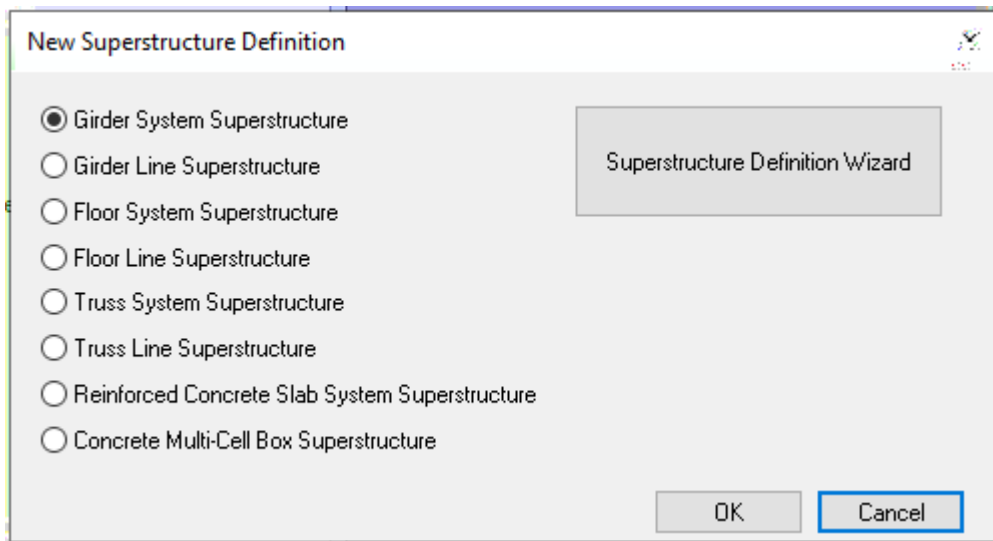 New Superstructure Definition
Girder System Superstructure
Girder Line Superstructure
Floor System Superstructure
Floor Line Superstructure
Truss System Superstructure
Truss Line Superstructure
Reinforced Concrete Slab System Superstructure
Concrete Multi-Cell Box Superstructure
Superstructure Definition Wizard
OK
Cancel